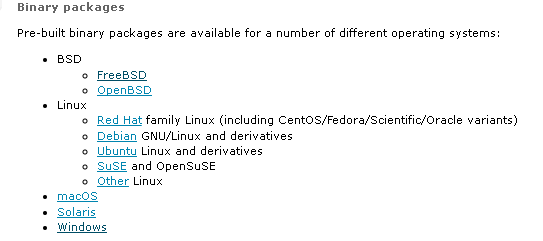 Binary packages
Pre-built binary packages are available for a number of different operating systems:
BSD
FreeBSD
OpenBSD
Linux
Red Hat family Linux (including CentOS/Fedora/Scientific/Oracle variants)
Debian GNU/Linux and derivatives
Ubuntu Linux and derivatives
SuSE and OpenSuSE
Other Linux
macOS
Solaris
Windows